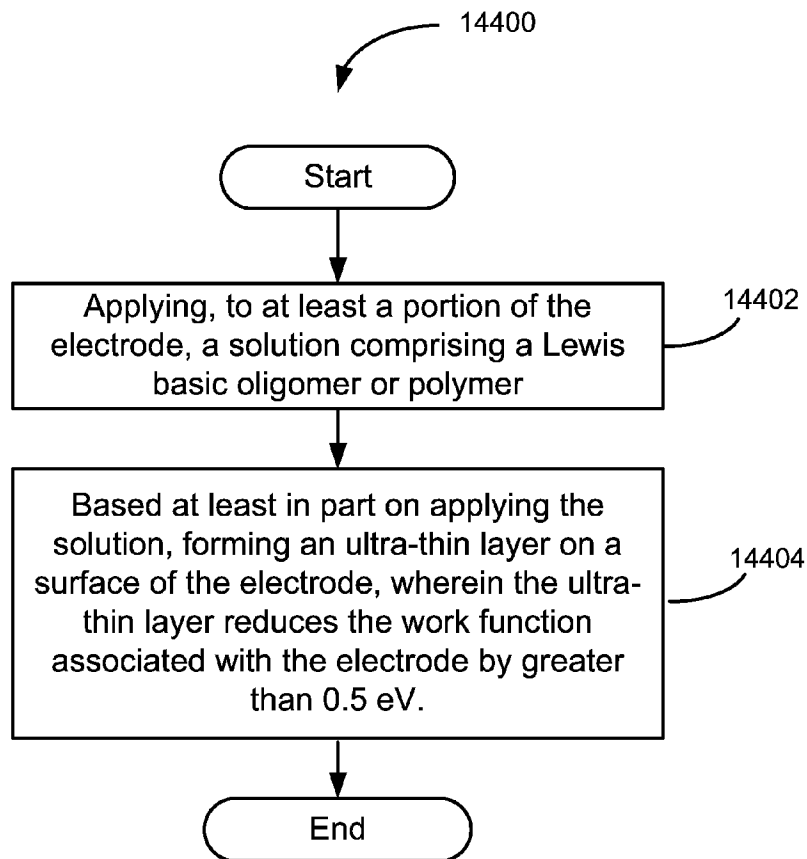 14400
Start
Applying, to at least a portion of the
electrode, a solution comprising a Lewis
basic oligomer or polymer
14402
Based at least in part on applying the
solution, forming an ultra-thin layer on a
surface of the electrode, wherein the ultra-
thin layer reduces the work function
associated with the electrode by greater
than 0.5 eV.
14404
End